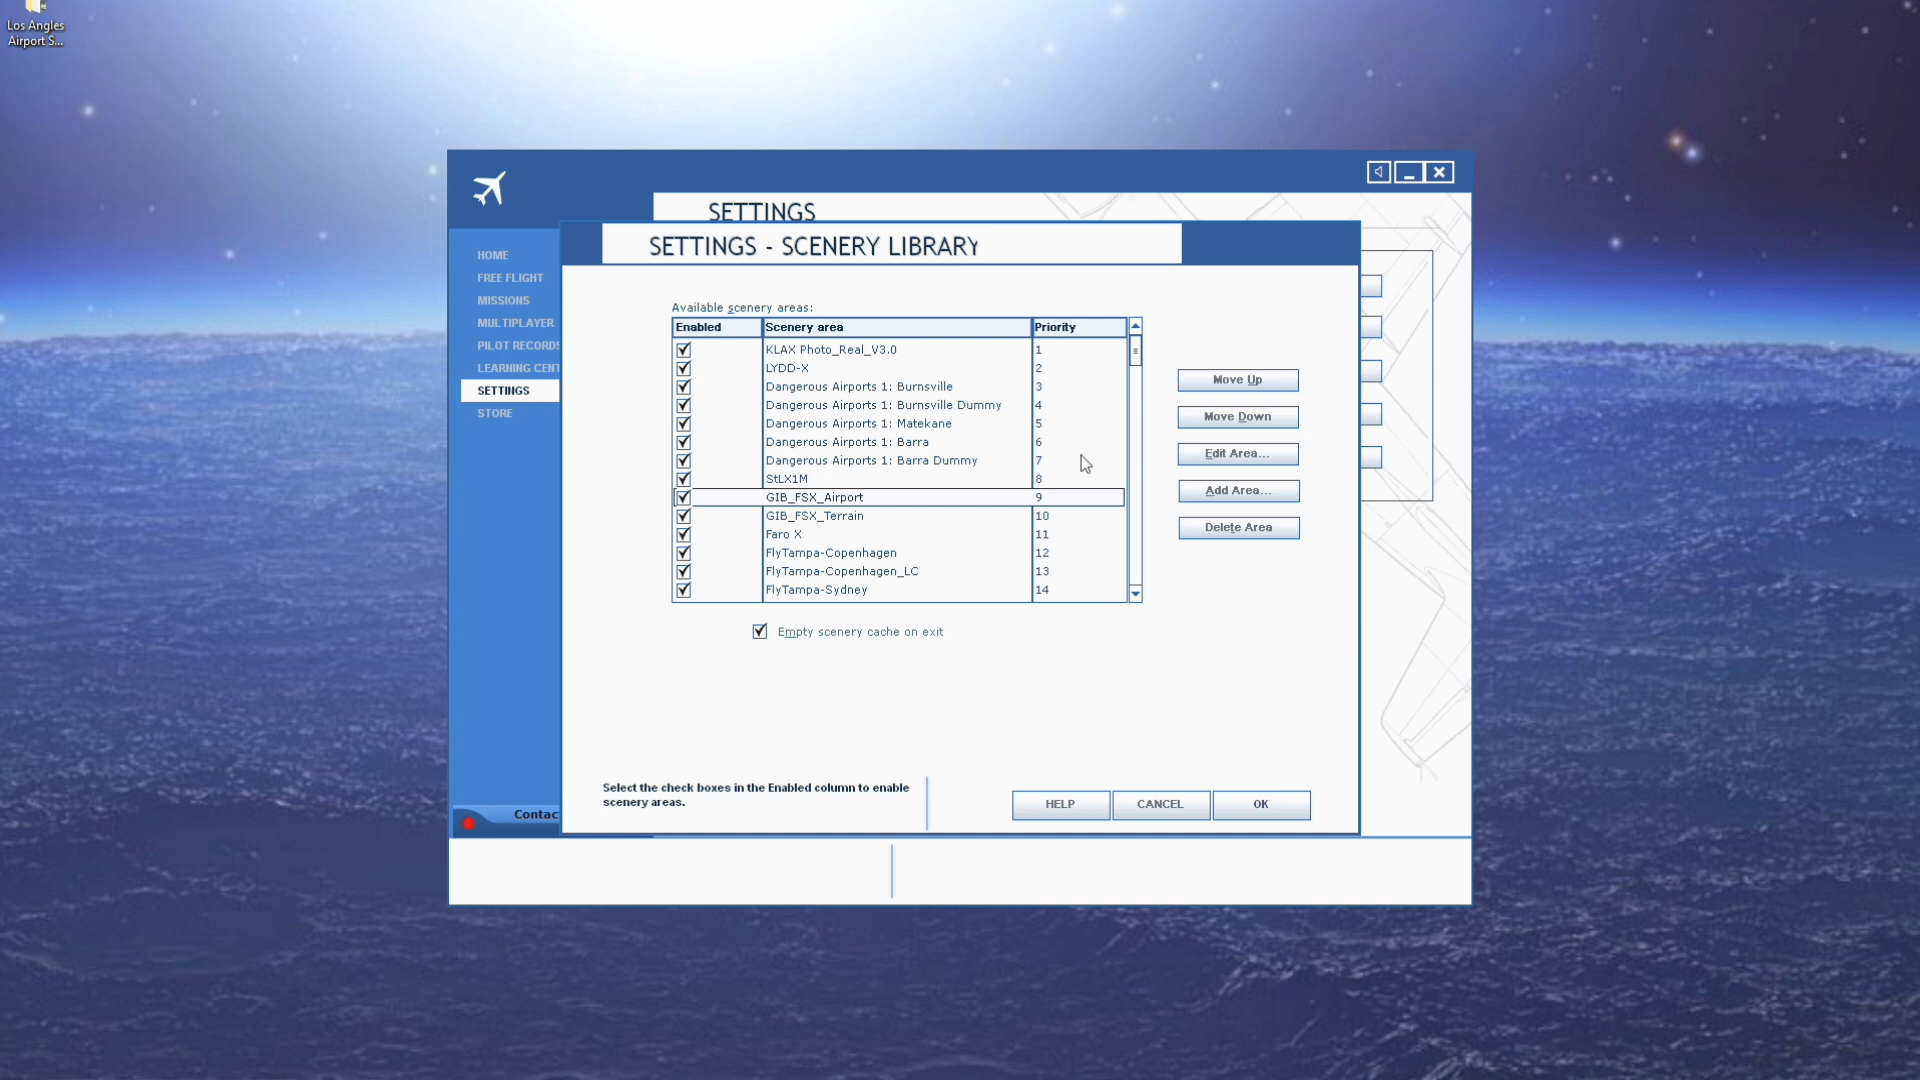 Los Angles
Airport S...
SETTINGS
SETTINGS - SCENERY LIBRARY
HOME
FREE FLIGHT
MISSIONS
MULTIPLAYER
PILOT RECORDS
LEARNING CENT
SETTINGS
STORE
Available scenery areas:
Enabled Scenery area Priority
KLAX Photo_Real_V3.0 1
LYDD-X 2
Dangerous Airports 1: Burnsville 3
Dangerous Airports 1: Burnsville Dummy 4
Dangerous Airports 1: Matekane 5
Dangerous Airports 1: Barra 6
Dangerous Airports 1: Barra Dummy 7
StLX1M 8
GIB_FSX_Airport 9
GIB_FSX_Terrain 10
Faro X 11
FlyTampa-Copenhagen 12
FlyTampa-Copenhagen_LC 13
FlyTampa-Sydney 14
Move Up
Move Down
Edit Area...
Add Area...
Delete Area
Empty scenery cache on exit
Select the check boxes in the Enabled column to enable
scenery areas.
HELP CANCEL OK
Contac